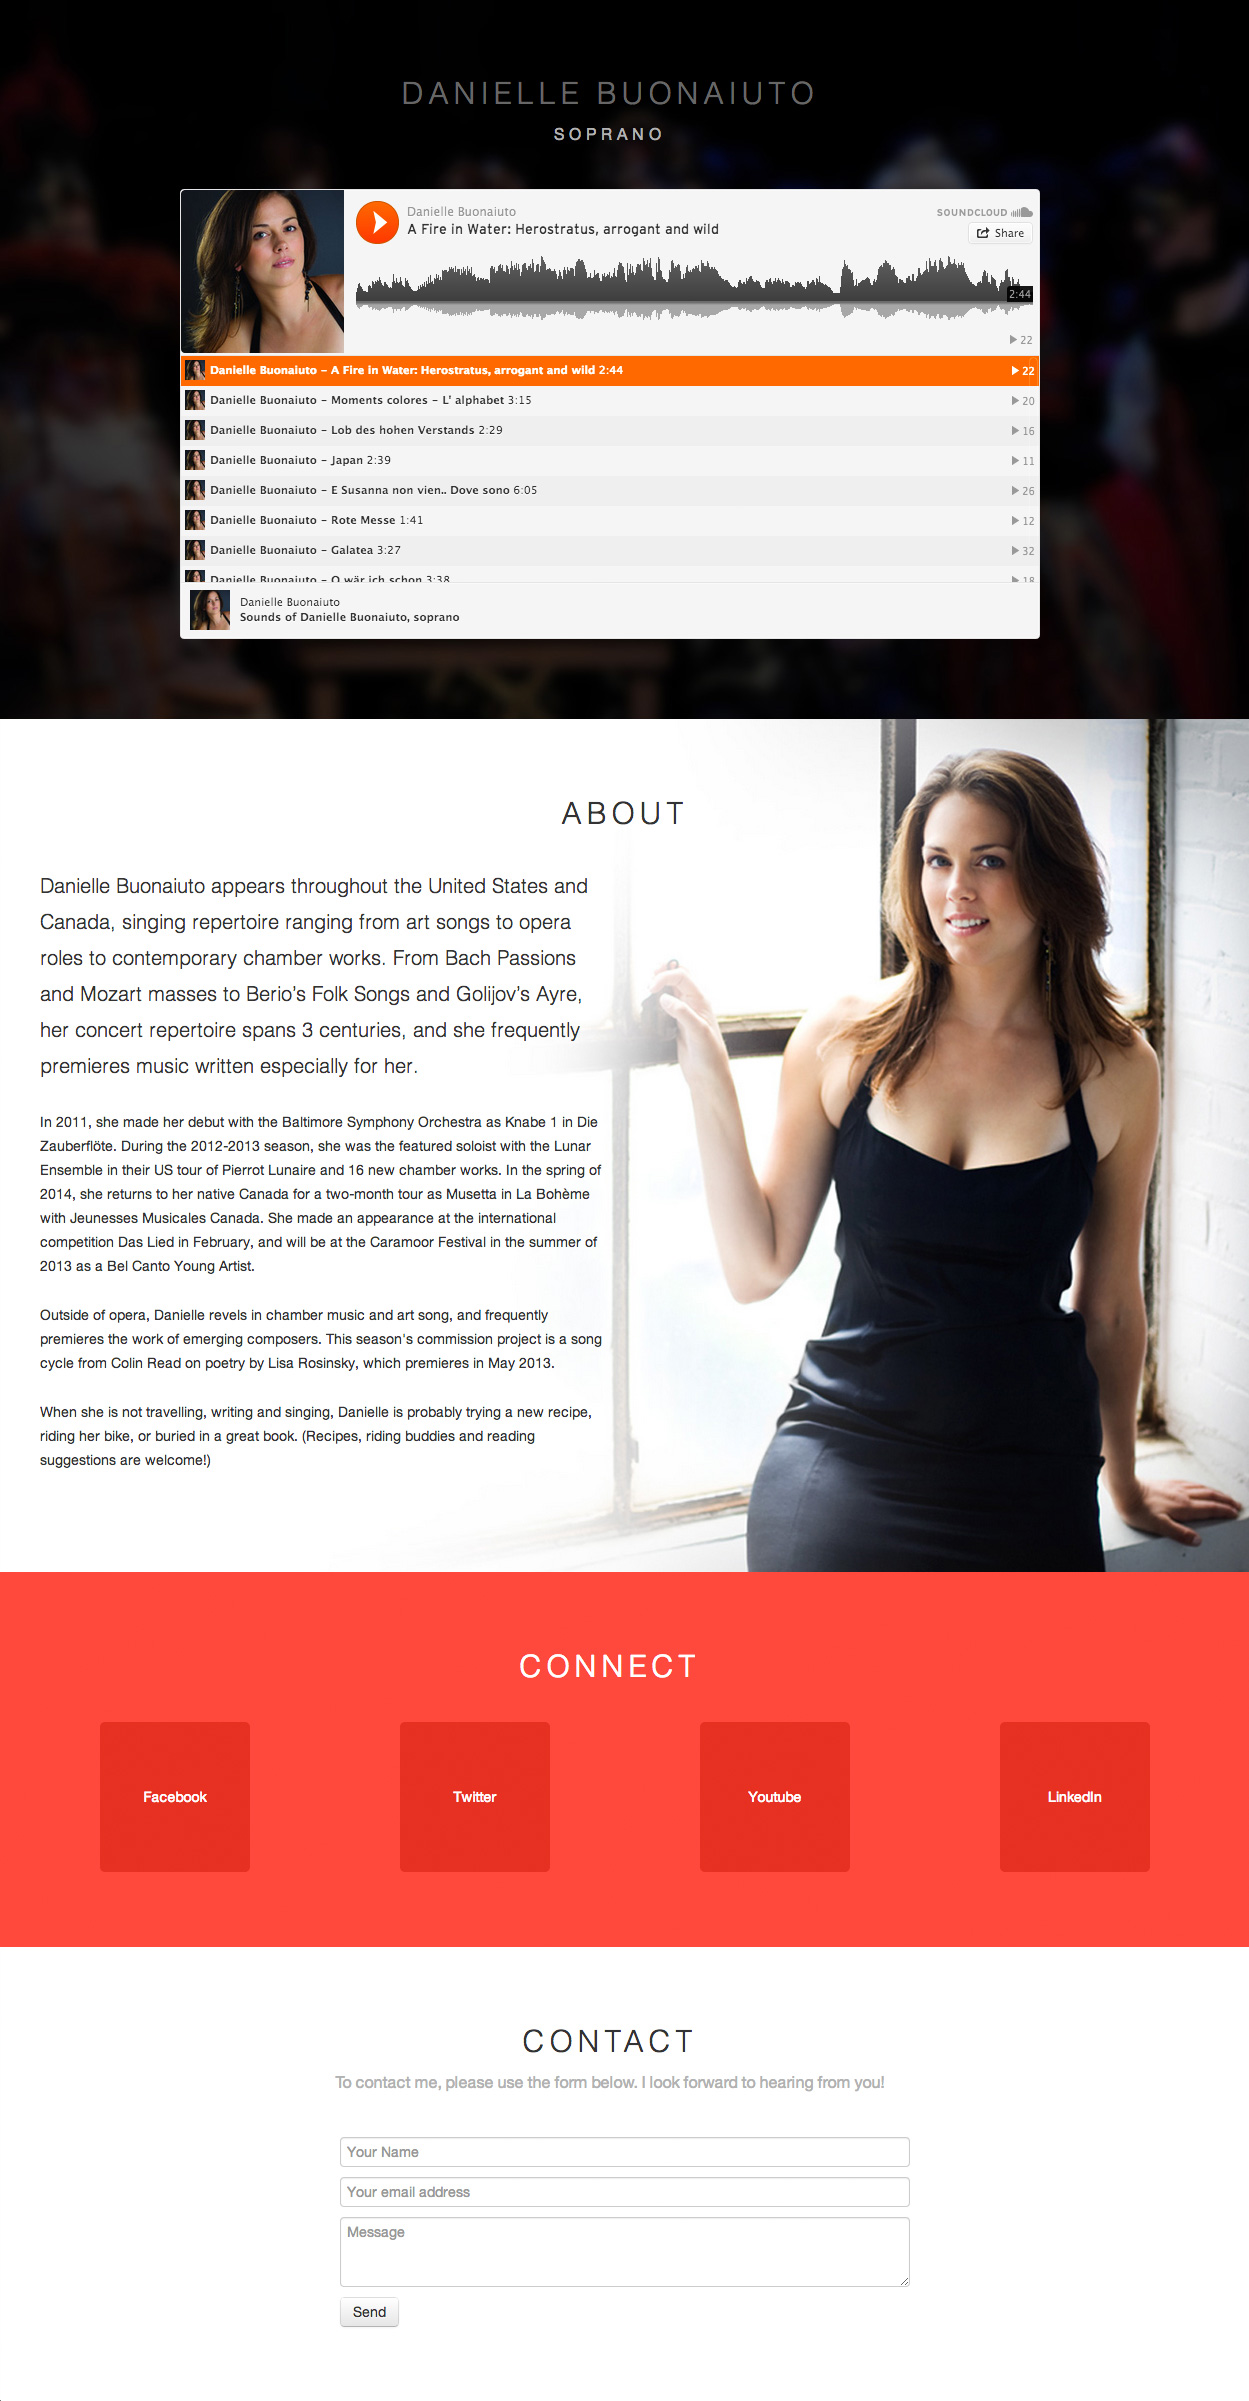 DANIELLE BUONAIUTO
SOPRANO
Danielle Buonaiuto
SOUNDCLOUD
A Fire in Water: Herostratus, arrogant and wild
Share
2:44
22
Danielle Buonaiuto - A Fire in Water: Herostratus, arrogant and wild 2:44 22
Danielle Buonaiuto - Moments colores - L' alphabet 3:15 20
Danielle Buonaiuto - Lob des hohen Verstands 2:29 16
Danielle Buonaiuto - Japan 2:39 11
Danielle Buonaiuto - E Susanna non vien.. Dove sono 6:05 26
Danielle Buonaiuto - Rote Messe 1:41 12
Danielle Buonaiuto - Galatea 3:27 32
Danielle Buonaiuto - O wär ich schon 3:38 18
Danielle Buonaiuto
Sounds of Danielle Buonaiuto, soprano
ABOUT
Danielle Buonaiuto appears throughout the United States and
Canada, singing repertoire ranging from art songs to opera
roles to contemporary chamber works. From Bach Passions
and Mozart masses to Berio’s Folk Songs and Golijov’s Ayre,
her concert repertoire spans 3 centuries, and she frequently
premieres music written especially for her.
In 2011, she made her debut with the Baltimore Symphony Orchestra as Knabe 1 in Die
Zauberflöte. During the 2012-2013 season, she was the featured soloist with the Lunar
Ensemble in their US tour of Pierrot Lunaire and 16 new chamber works. In the spring of
2014, she returns to her native Canada for a two-month tour as Musetta in La Bohème
with Jeunesses Musicales Canada. She made an appearance at the international
competition Das Lied in February, and will be at the Caramoor Festival in the summer of
2013 as a Bel Canto Young Artist.
Outside of opera, Danielle revels in chamber music and art song, and frequently
premieres the work of emerging composers. This season's commission project is a song
cycle from Colin Read on poetry by Lisa Rosinsky, which premieres in May 2013.
When she is not travelling, writing and singing, Danielle is probably trying a new recipe,
riding her bike, or buried in a great book. (Recipes, riding buddies and reading
suggestions are welcome!)
CONNECT
Facebook
Twitter
Youtube
LinkedIn
CONTACT
To contact me, please use the form below. I look forward to hearing from you!
Your Name
Your email address
Message
Send